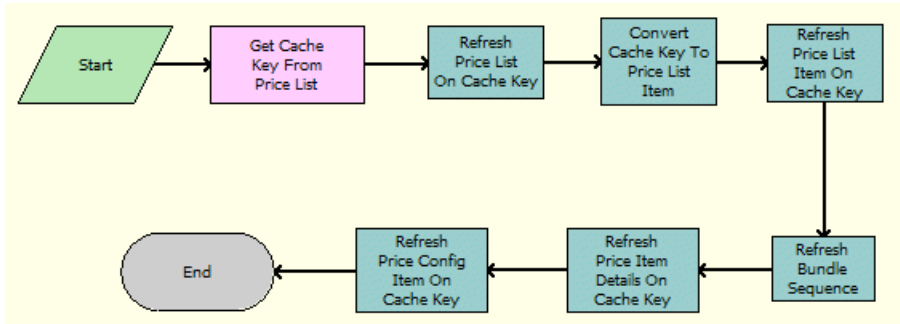 Start
Get Cache
Key From
Price List
Refresh
Price List
On Cache Key
Convert
Cache Key To
Price List
Item
Refresh
Price List
Item On
Cache Key
Refresh
Bundle
Sequence
Refresh
Price Item
Details On
Cache Key
Refresh
Price Config
Item On
Cache Key
End